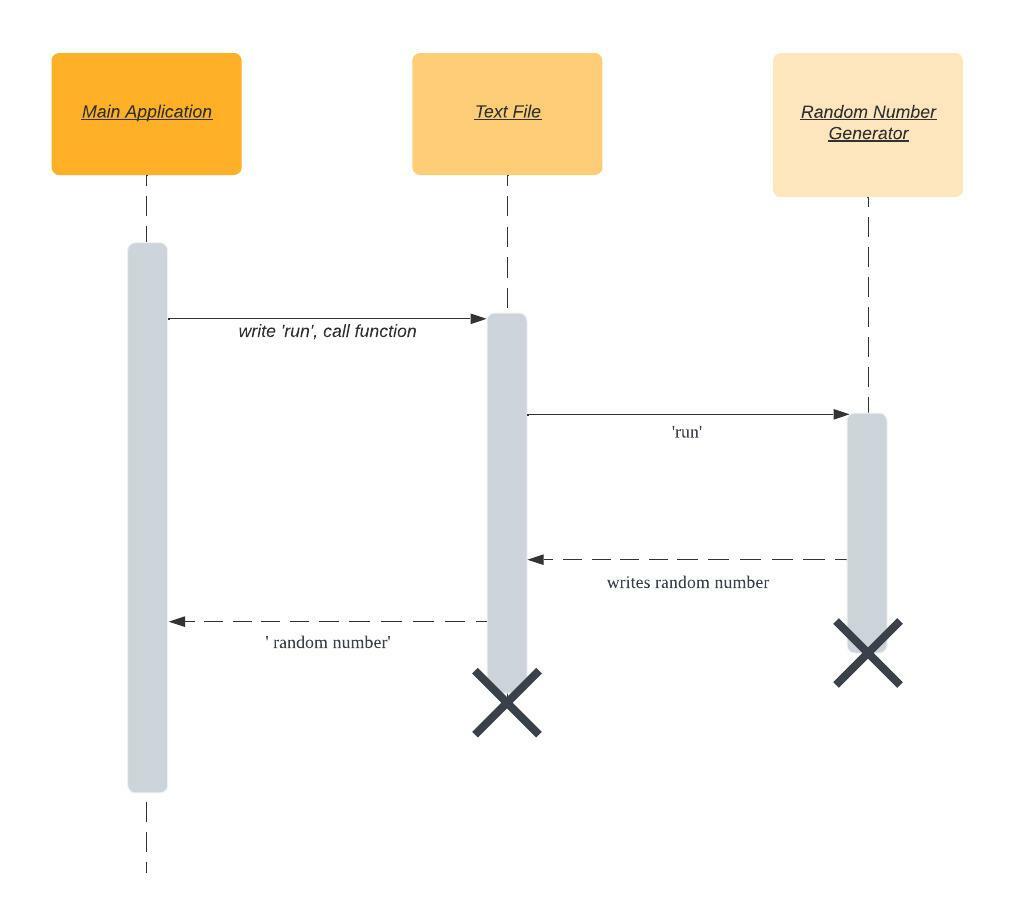 Main Application
Text File
Random Number
Generator
write 'run', call function
'run'
writes random number
' random number'